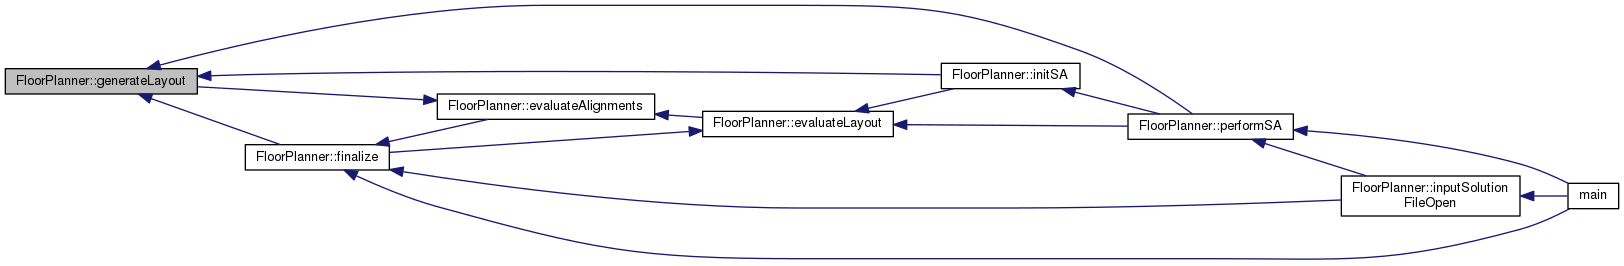 FloorPlanner::generateLayout
FloorPlanner::evaluateAlignments
FloorPlanner::finalize
FloorPlanner::evaluateLayout
FloorPlanner::initSA
FloorPlanner::performSA
FloorPlanner::inputSolution
FileOpen
main